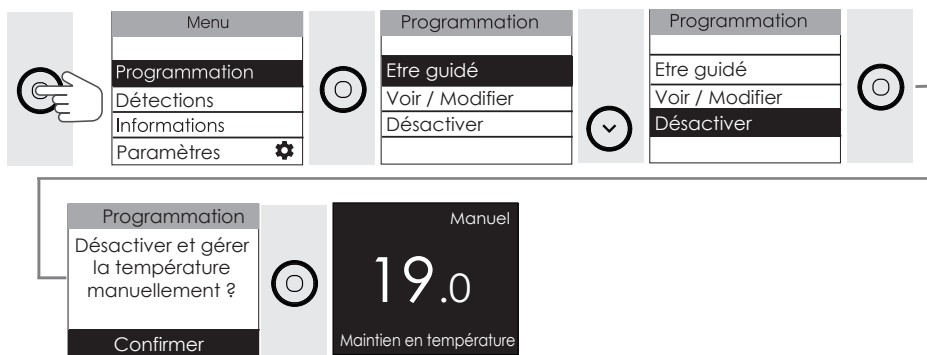 Menu
Programmation
Détections
Informations
Paramètres
Programmation
Etre guidé
Voir / Modifier
Désactiver
Programmation
Etre guidé
Voir / Modifier
Désactiver
Programmation
Désactiver et gérer
la température
manuellement ?
Confirmer
Manuel
19.0
Maintien en température